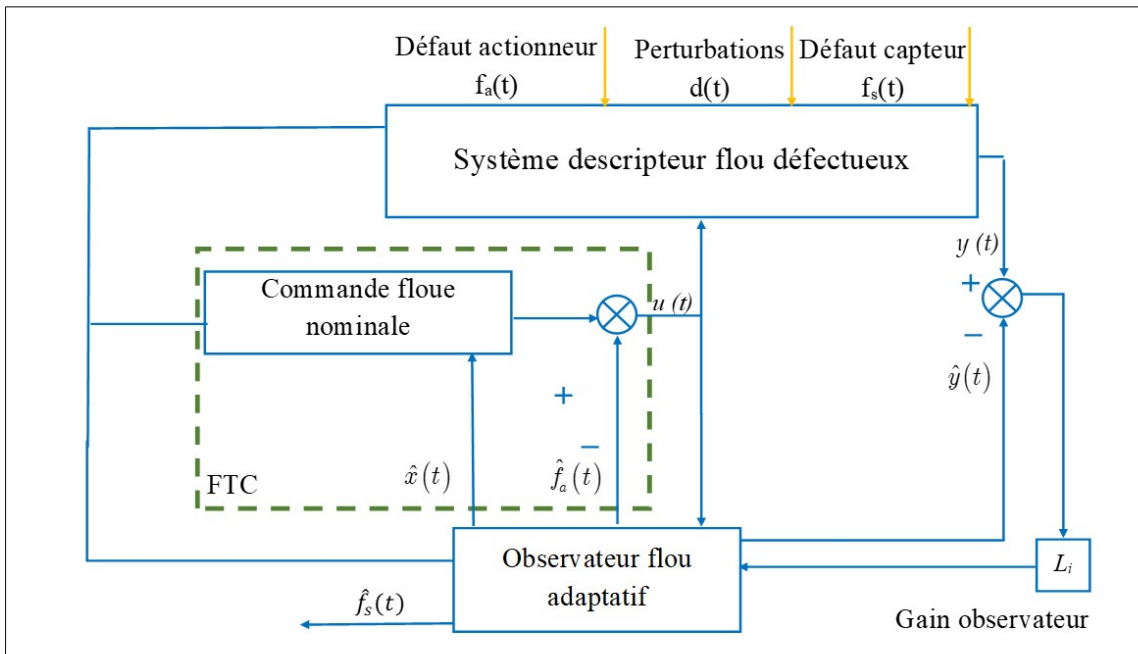 Défaut actionneur
fₐ(t)
Perturbations
d(t)
Défaut capteur
fₛ(t)
Système descripteur flou défectueux
y (t)
+
−
ŷ(t)
Commande floue
nominale
u (t)
+
−
x̂(t)
f̂ₐ(t)
FTC
Observateur flou
adaptatif
f̂ₛ(t)
Lᵢ
Gain observateur